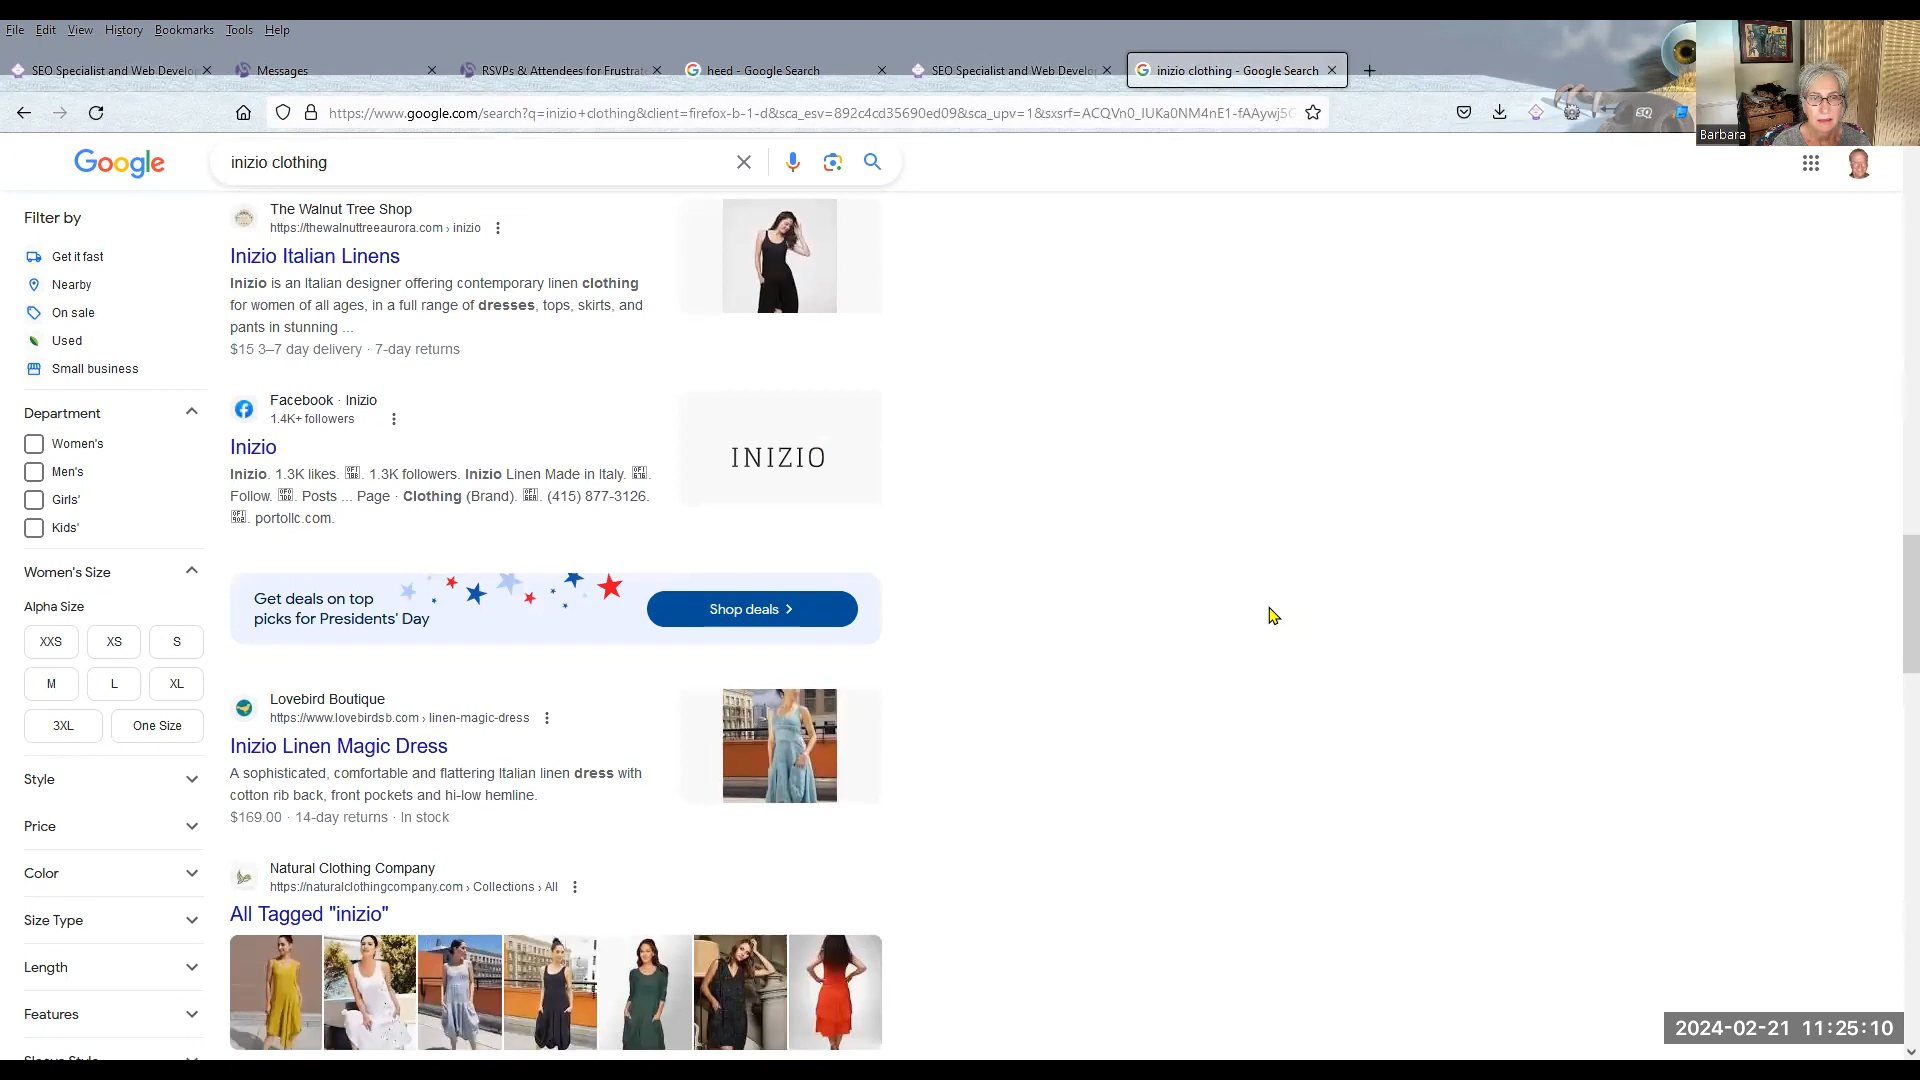 File Edit View History Bookmarks Tools Help
SEO Specialist and Web Develo
Messages
RSVPs & Attendees for Frustrat
heed - Google Search
SEO Specialist and Web Develo
inizio clothing - Google Search
https://www.google.com/search?q=inizio+clothing&client=firefox-b-1-d&sca_esv=892c4cd35690ed09&sca_upv=1&sxsrf=ACQVn0_IUKa0NM4nE1-fAAywj5G
Barbara
Google
inizio clothing
Filter by
Get it fast
Nearby
On sale
Used
Small business
Department
Women's
Men's
Girls'
Kids'
Women's Size
Alpha Size
XXS XS S
M L XL
3XL One Size
Style
Price
Color
Size Type
Length
Features
Sleeve Style
The Walnut Tree Shop
https://thewalnuttreeaurora.com › inizio
Inizio Italian Linens
Inizio is an Italian designer offering contemporary linen clothing
for women of all ages, in a full range of dresses, tops, skirts, and
pants in stunning ...
$15 3–7 day delivery · 7-day returns
Facebook · Inizio
1.4K+ followers
Inizio
Inizio. 1.3K likes. 1.3K followers. Inizio Linen Made in Italy.
Follow. Posts ... Page · Clothing (Brand). (415) 877-3126.
portollc.com.
INIZIO
Get deals on top
picks for Presidents' Day
Shop deals
Lovebird Boutique
https://www.lovebirdsb.com › linen-magic-dress
Inizio Linen Magic Dress
A sophisticated, comfortable and flattering Italian linen dress with
cotton rib back, front pockets and hi-low hemline.
$169.00 · 14-day returns · In stock
Natural Clothing Company
https://naturalclothingcompany.com › Collections › All
All Tagged "inizio"
2024-02-21 11:25:10